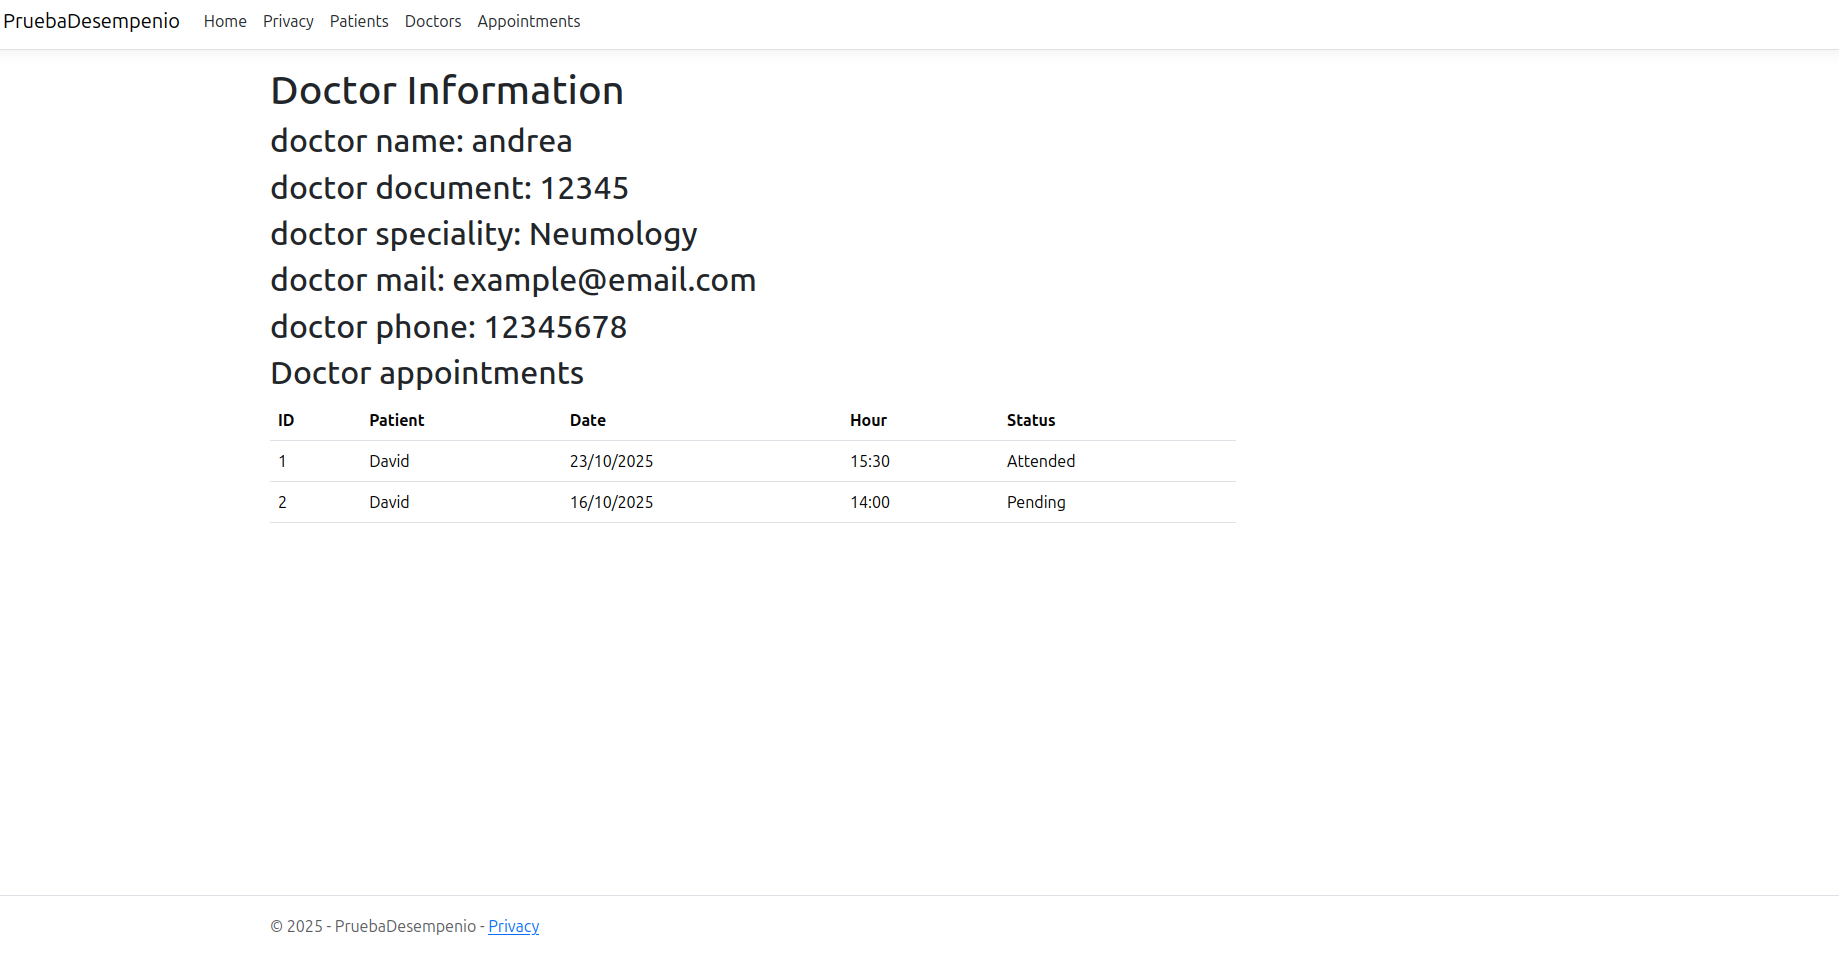 PruebaDesempenio Home Privacy Patients Doctors Appointments
Doctor Information
doctor name: andrea
doctor document: 12345
doctor speciality: Neumology
doctor mail: example@email.com
doctor phone: 12345678
Doctor appointments
ID Patient Date Hour Status
1 David 23/10/2025 15:30 Attended
2 David 16/10/2025 14:00 Pending
© 2025 - PruebaDesempenio - Privacy